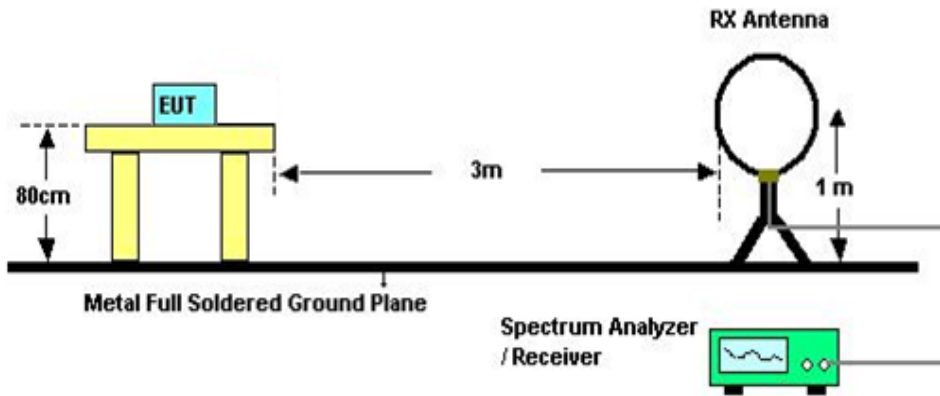 RX Antenna
EUT
3m
80cm
1 m
Metal Full Soldered Ground Plane
Spectrum Analyzer
/ Receiver